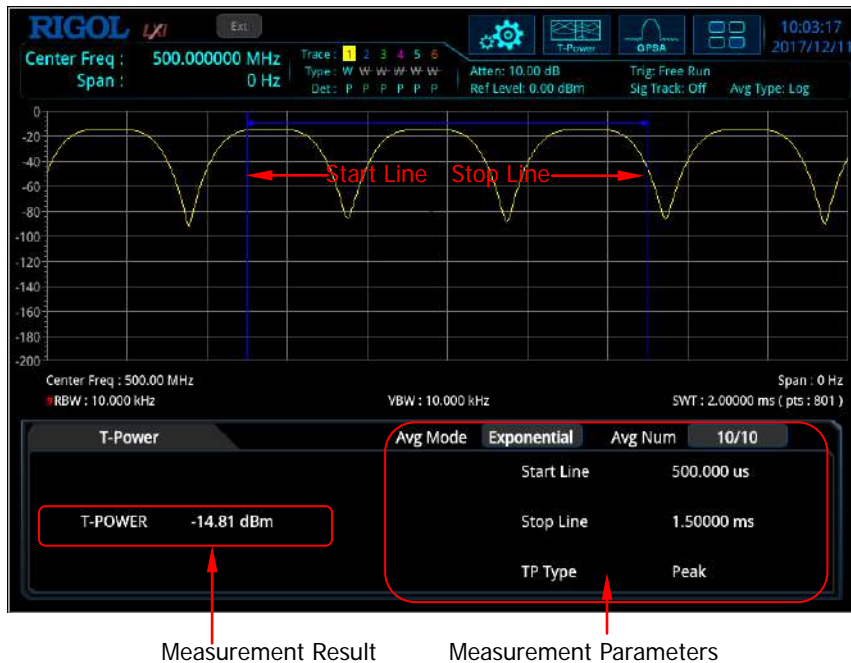 RIGOL LXI Ext T-Power GPSA 10:03:17
2017/12/11
Center Freq : 500.000000 MHz
Span : 0 Hz
Trace : 1 2 3 4 5 6
Type : W W W W W W
Det : P P P P P P
Atten: 10.00 dB
Ref Level: 0.00 dBm
Trig: Free Run
Sig Track: Off Avg Type: Log
0
-20
-40
-60
-80
-100
-120
-140
-160
-180
-200
Start Line Stop Line
Center Freq : 500.00 MHz Span : 0 Hz
#RBW : 10.000 kHz VBW : 10.000 kHz SWT : 2.00000 ms ( pts : 801 )
T-Power Avg Mode Exponential Avg Num 10/10
Start Line 500.000 us
T-POWER -14.81 dBm Stop Line 1.50000 ms
TP Type Peak
Measurement Result Measurement Parameters